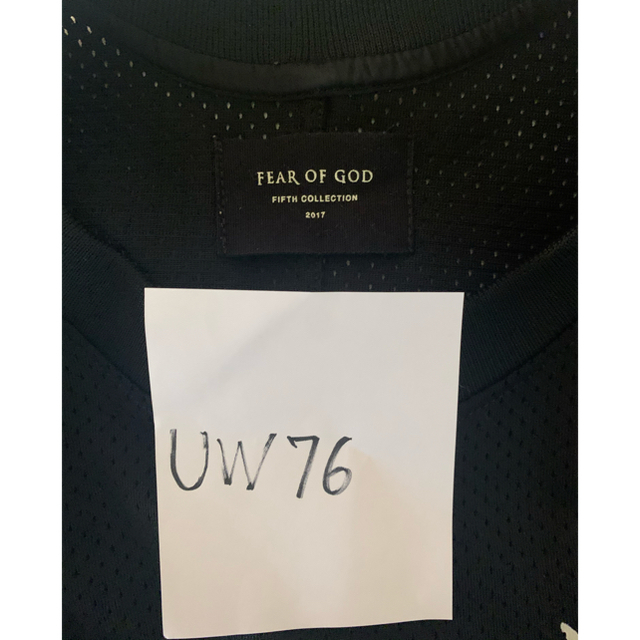 FEAR OF GOD
FIFTH COLLECTION
2017
UW76